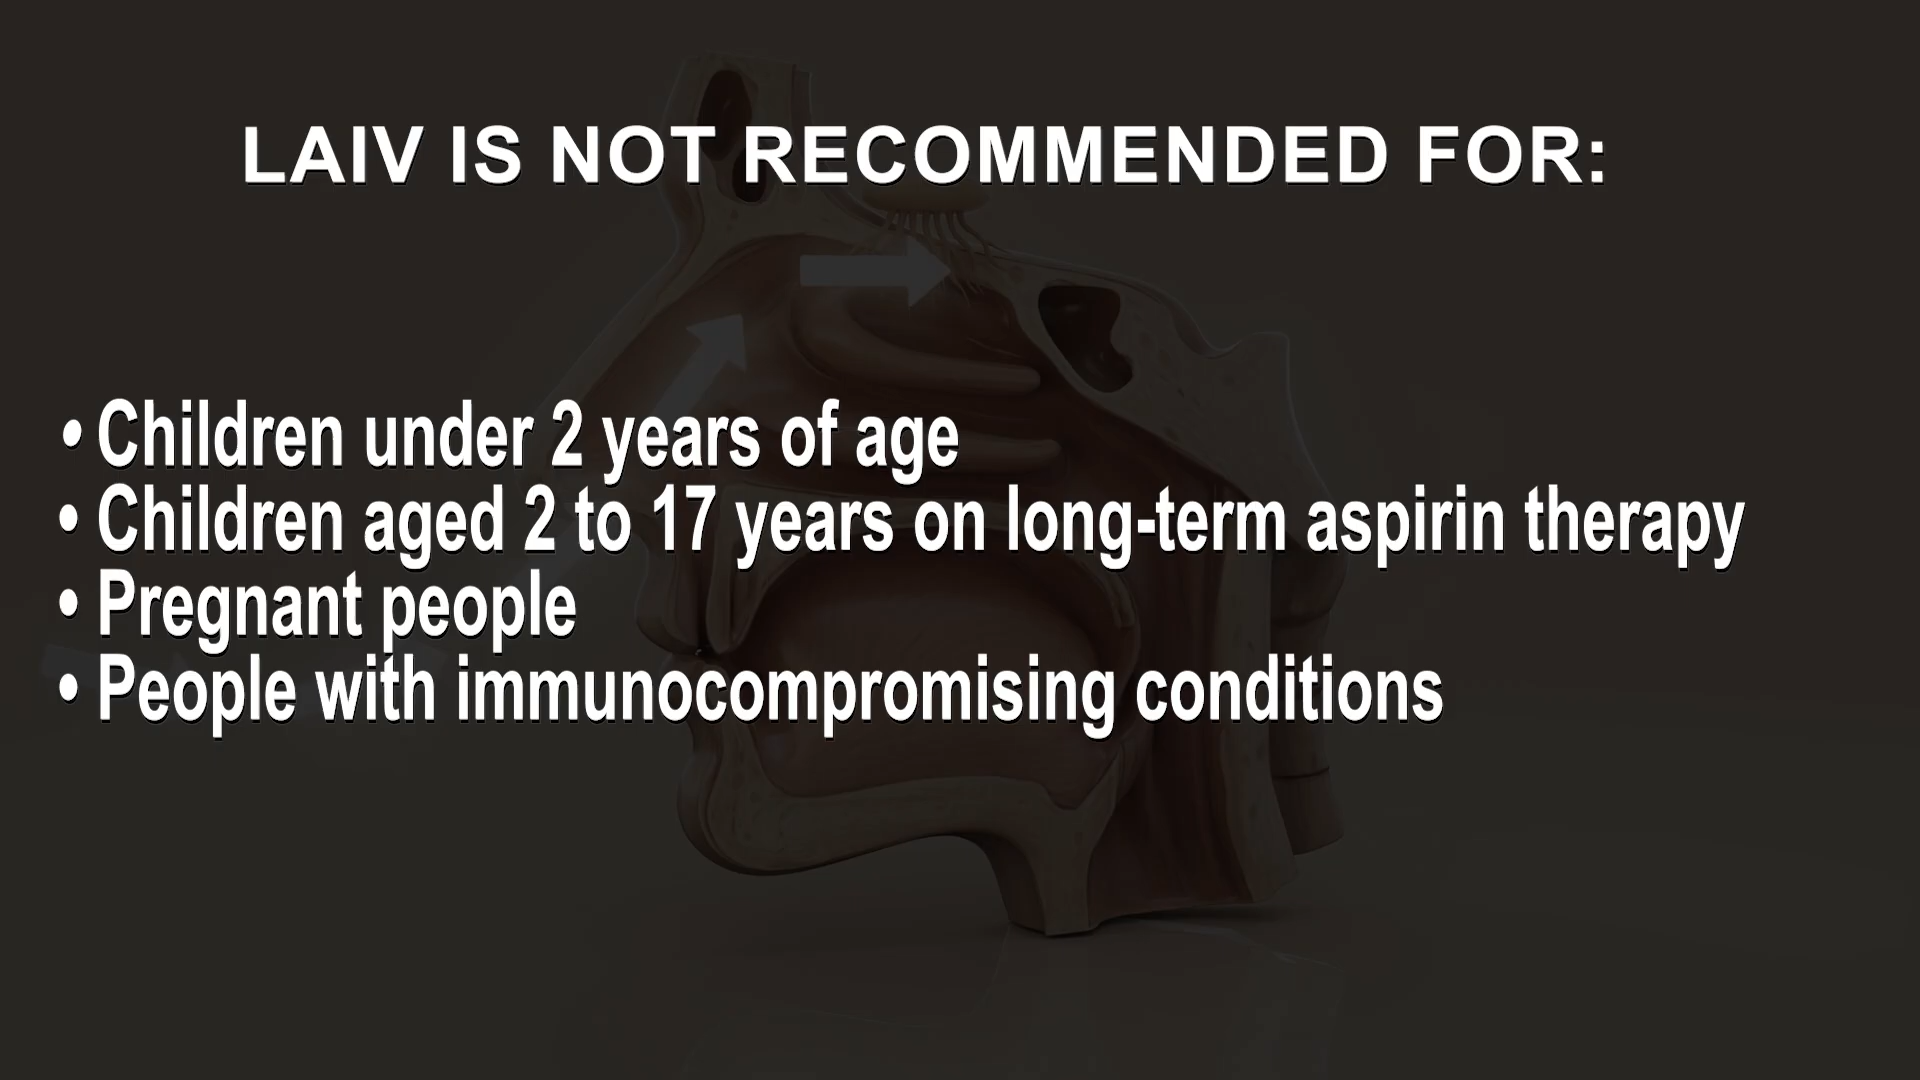 LAIV IS NOT RECOMMENDED FOR:
• Children under 2 years of age
• Children aged 2 to 17 years on long-term aspirin therapy
• Pregnant people
• People with immunocompromising conditions